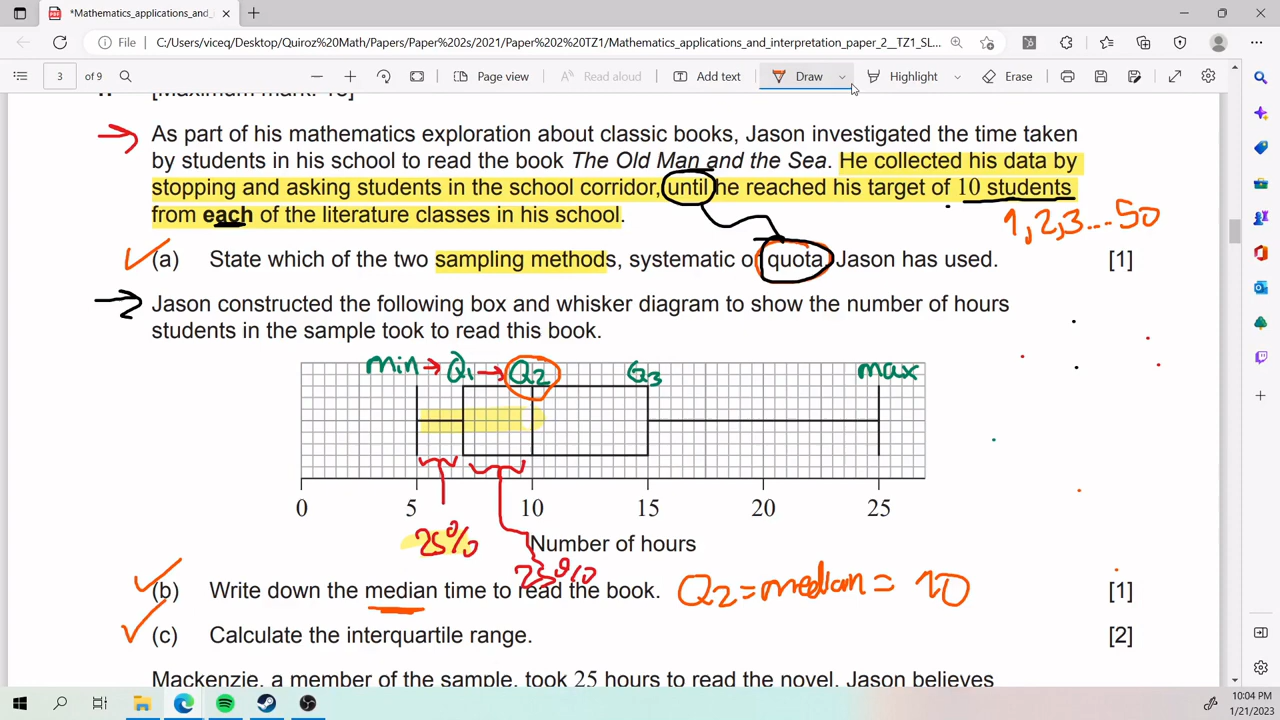 *Mathematics_applications_and_i
File C:/Users/viceq/Desktop/Quiroz%20Math/Papers/Paper%202s/2021/Paper%202%20TZ1/Mathematics_applications_and_interpretation_paper_2__TZ1_SL...
3 of 9 Page view Read aloud Add text Draw Highlight Erase
As part of his mathematics exploration about classic books, Jason investigated the time taken
by students in his school to read the book The Old Man and the Sea. He collected his data by
stopping and asking students in the school corridor, until he reached his target of 10 students
from each of the literature classes in his school.
1, 2, 3 ... 50
(a) State which of the two sampling methods, systematic or quota, Jason has used. [1]
Jason constructed the following box and whisker diagram to show the number of hours
students in the sample took to read this book.
min → Q1 → Q2 Q3 max
0 5 10 15 20 25
25%
Number of hours
25%
(b) Write down the median time to read the book. Q2 = median = 10 [1]
(c) Calculate the interquartile range. [2]
Mackenzie, a member of the sample, took 25 hours to read the novel. Jason believes
10:04 PM
1/21/2023